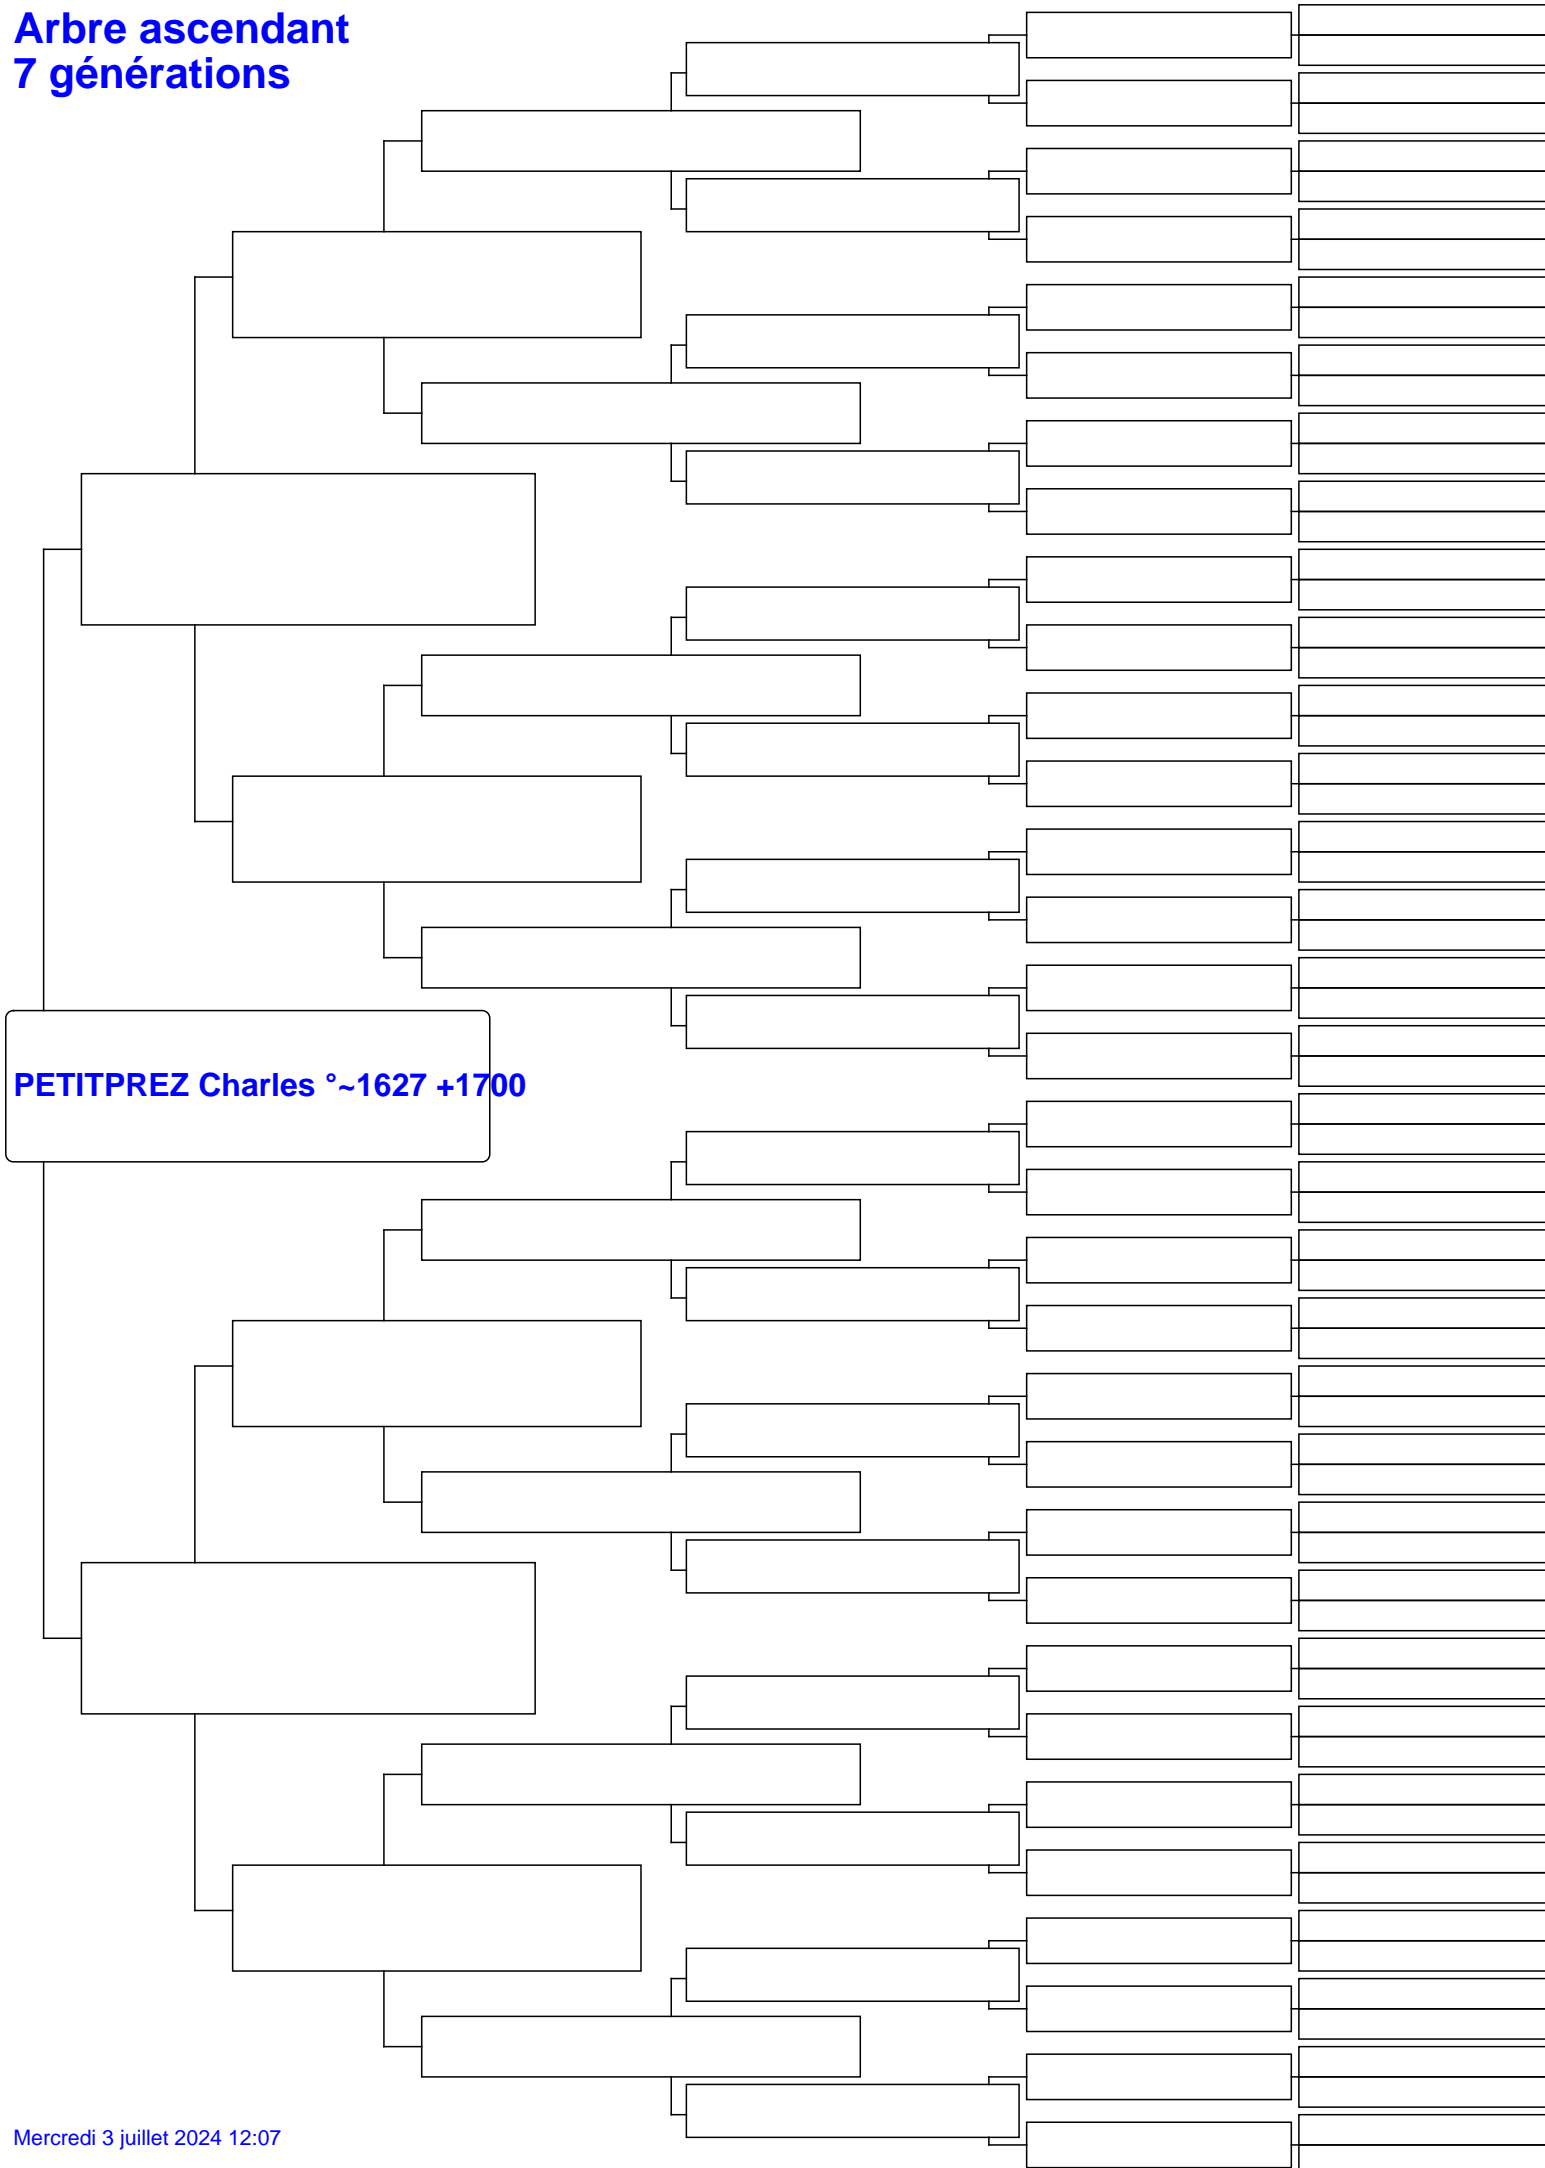 Arbre ascendant
7 générations
PETITPREZ Charles °~1627 +1700
Mercredi 3 juillet 2024 12:07